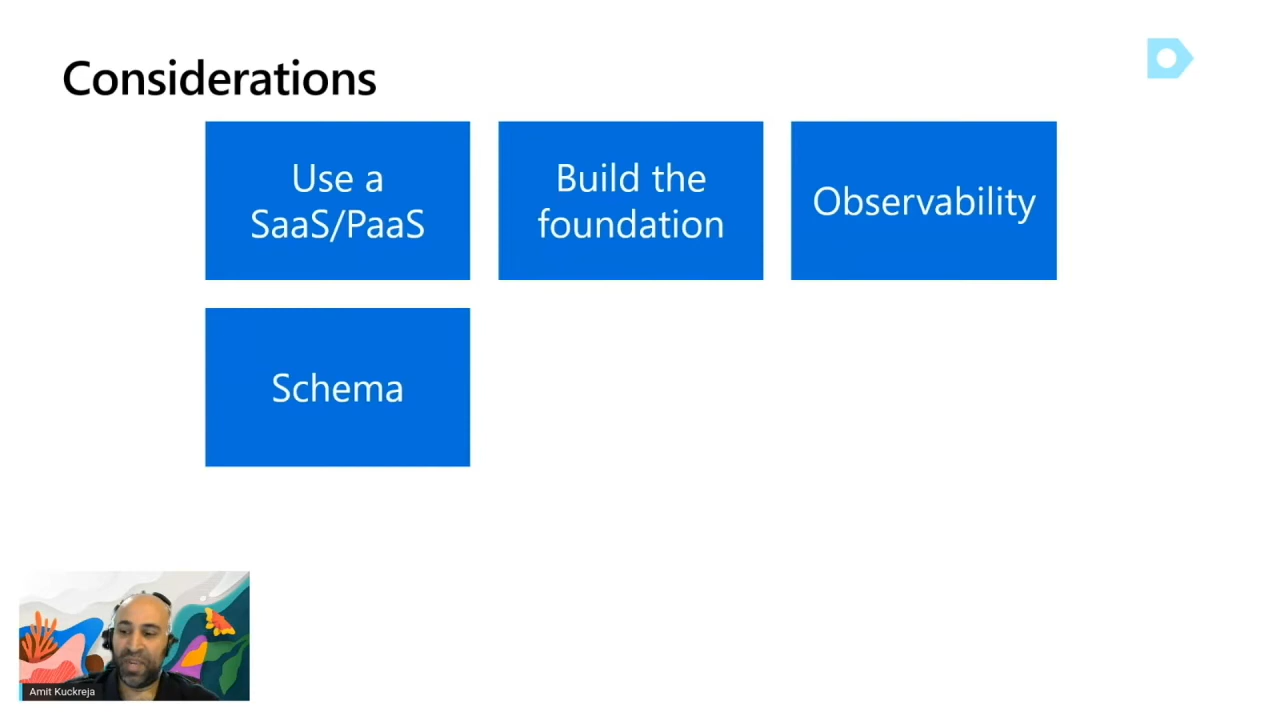 Considerations
Use a
SaaS/PaaS
Build the
foundation
Observability
Schema
Amit Kuckreja